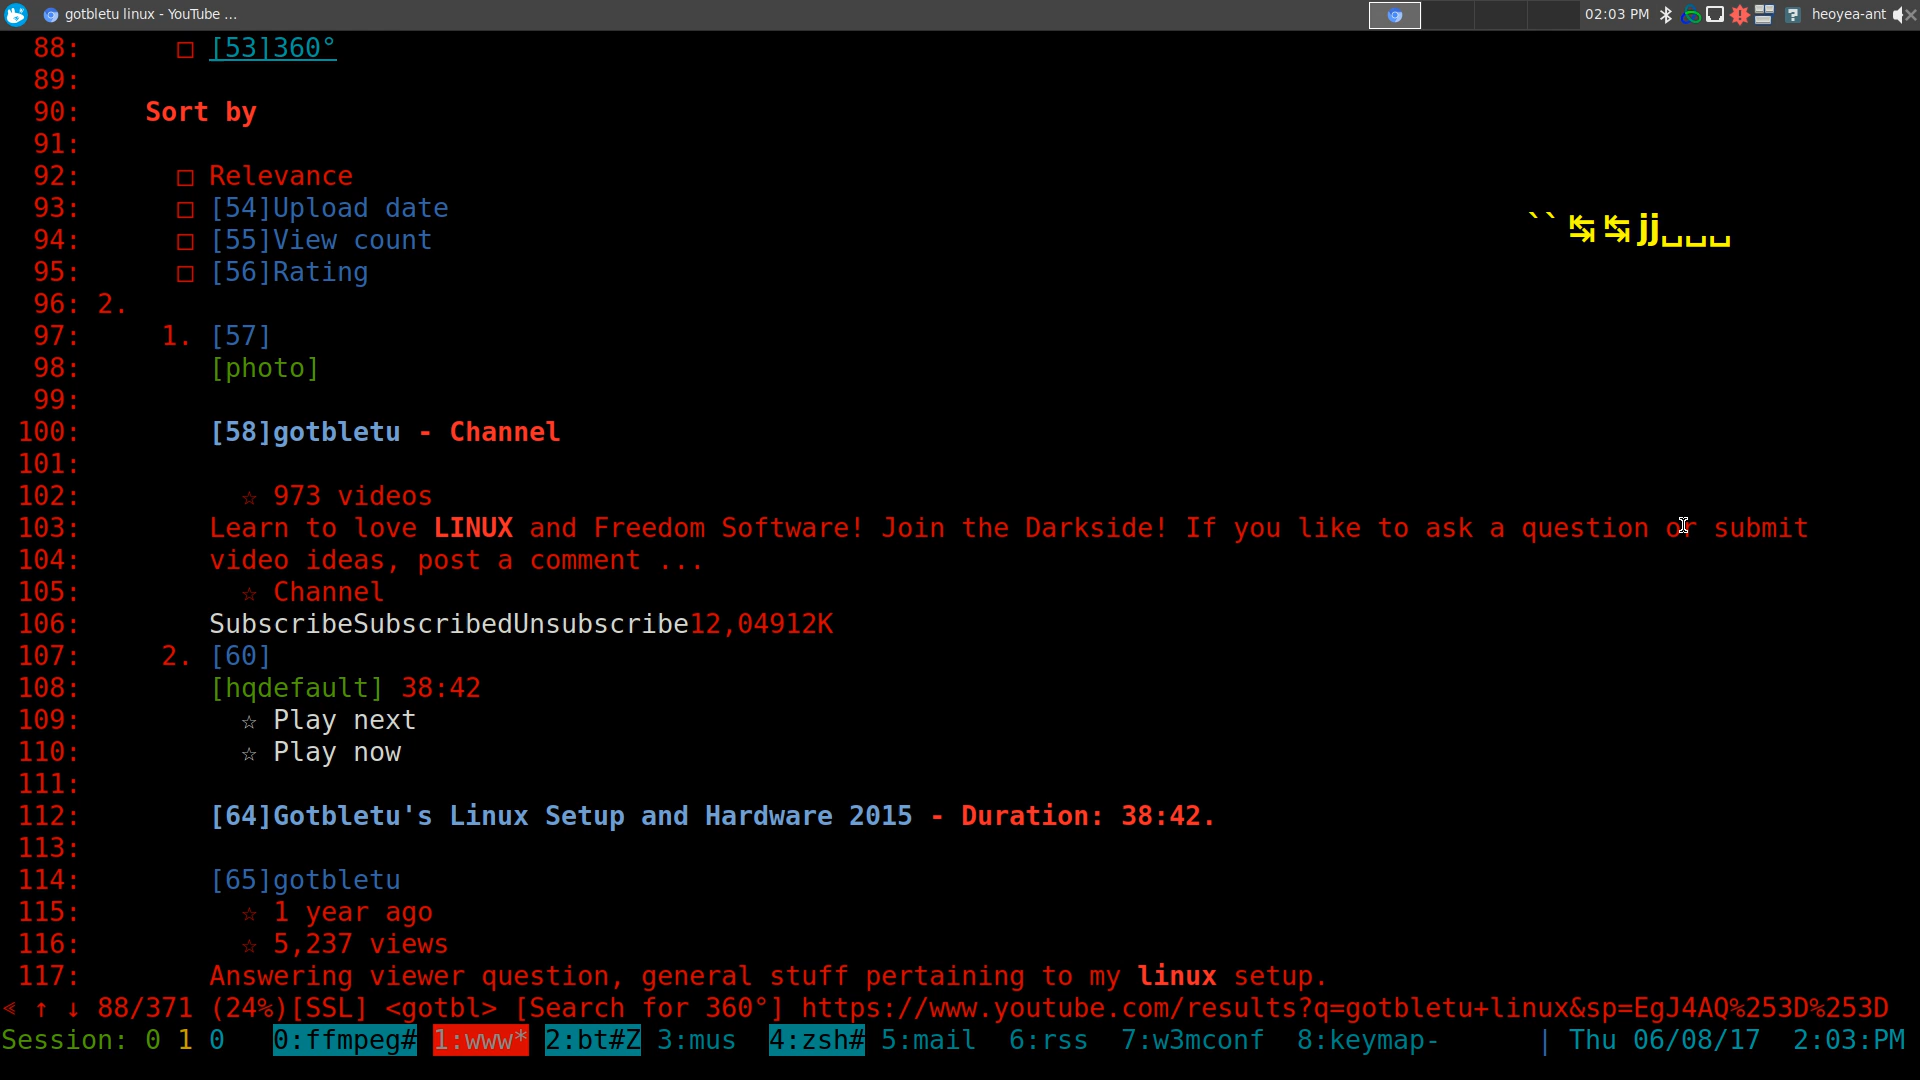 gotbletu linux - YouTube ...
02:03 PM
heoyea-ant
88: □ [53]360°
89:
90: Sort by
91:
92: □ Relevance
93: □ [54]Upload date
94: □ [55]View count
95: □ [56]Rating
``↹↹jj␣␣␣
96: 2.
97: 1. [57]
98: [photo]
99:
100: [58]gotbletu - Channel
101:
102: ☆ 973 videos
103: Learn to love LINUX and Freedom Software! Join the Darkside! If you like to ask a question or submit
104: video ideas, post a comment ...
105: ☆ Channel
106: SubscribeSubscribedUnsubscribe12,04912K
107: 2. [60]
108: [hqdefault] 38:42
109: ☆ Play next
110: ☆ Play now
111:
112: [64]Gotbletu's Linux Setup and Hardware 2015 - Duration: 38:42.
113:
114: [65]gotbletu
115: ☆ 1 year ago
116: ☆ 5,237 views
117: Answering viewer question, general stuff pertaining to my linux setup.
« ↑ ↓ 88/371 (24%)[SSL] <gotbl> [Search for 360°] https://www.youtube.com/results?q=gotbletu+linux&sp=EgJ4AQ%253D%253D
Session: 0 1 0 0:ffmpeg# 1:www* 2:bt#Z 3:mus 4:zsh# 5:mail 6:rss 7:w3mconf 8:keymap- | Thu 06/08/17 2:03:PM